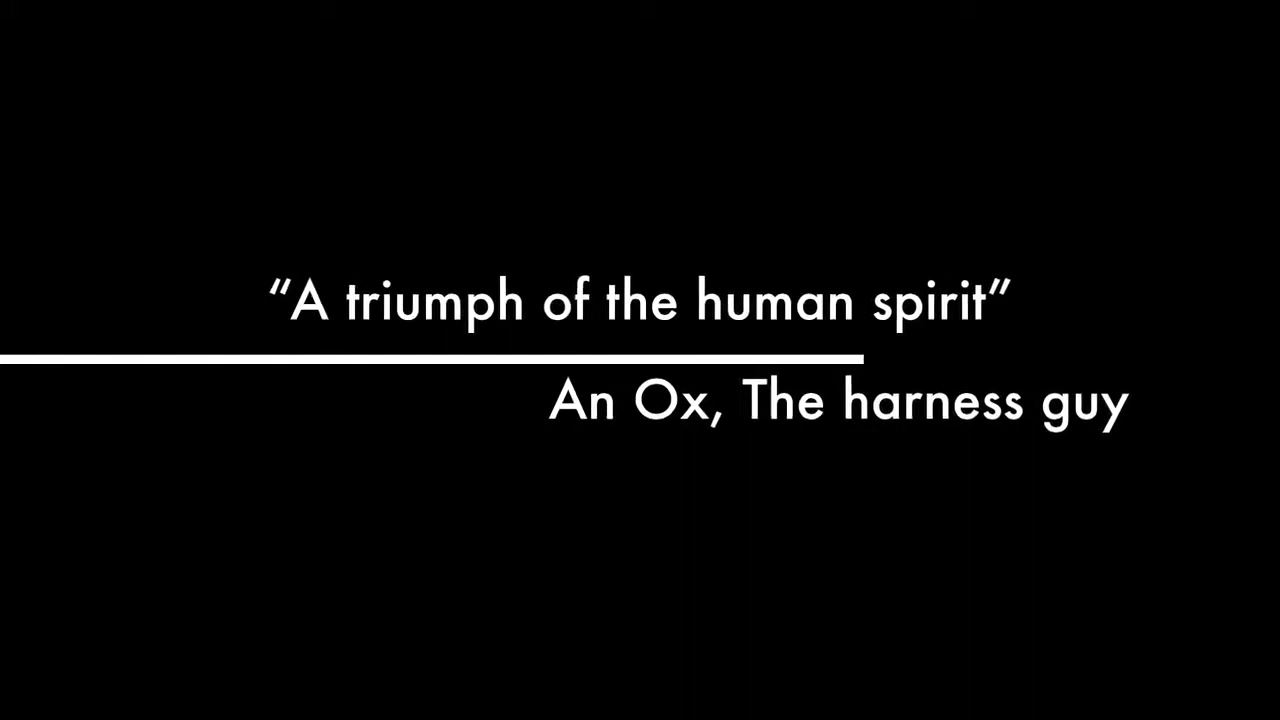 “A triumph of the human spirit”
An Ox, The harness guy